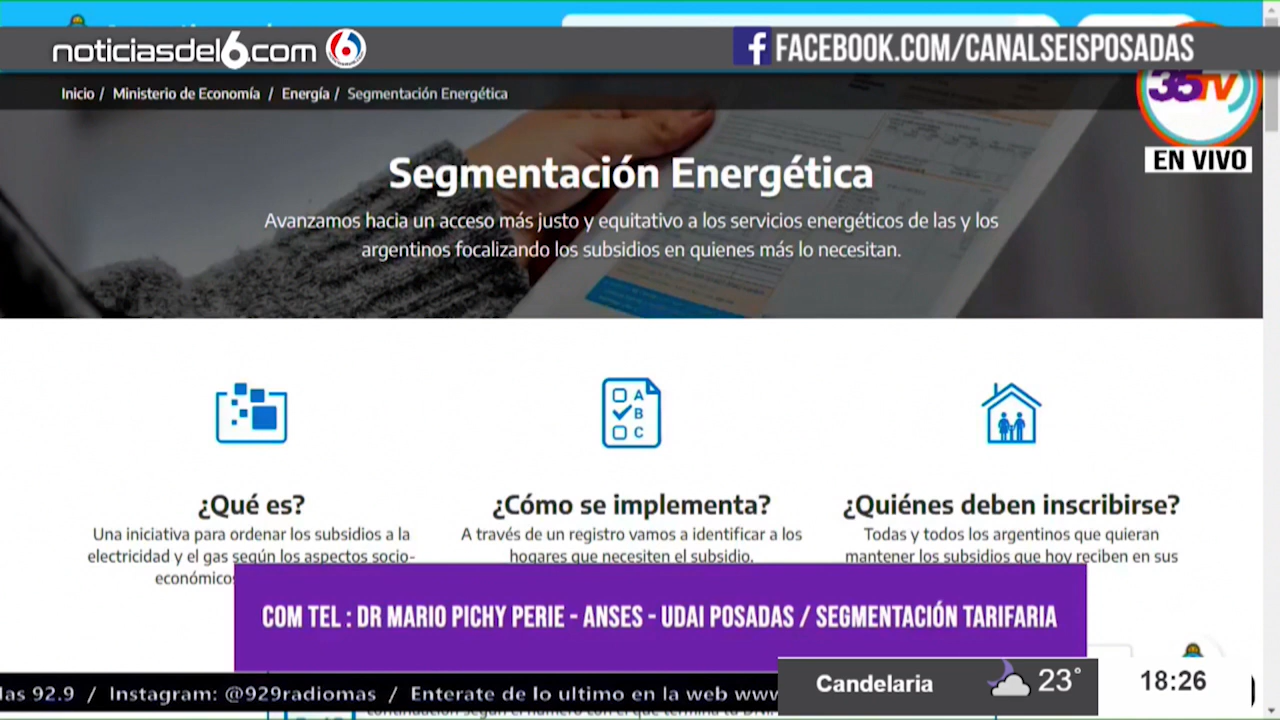 noticiasdel6.com 6
FACEBOOK.COM/CANALSEISPOSADAS
Inicio / Ministerio de Economía / Energía / Segmentación Energética
35TV
EN VIVO
Segmentación Energética
Avanzamos hacia un acceso más justo y equitativo a los servicios energéticos de las y los
argentinos focalizando los subsidios en quienes más lo necesitan.
A
B
C
¿Qué es?
Una iniciativa para ordenar los subsidios a la
electricidad y el gas según los aspectos socio-
económicos
¿Cómo se implementa?
A través de un registro vamos a identificar a los
hogares que necesiten el subsidio.
¿Quiénes deben inscribirse?
Todas y todos los argentinos que quieran
mantener los subsidios que hoy reciben en sus
COM TEL : DR MARIO PICHY PERIE - ANSES - UDAI POSADAS / SEGMENTACIÓN TARIFARIA
las 92.9 / Instagram: @929radiomas / Enterate de lo ultimo en la web www
Candelaria 23° 18:26